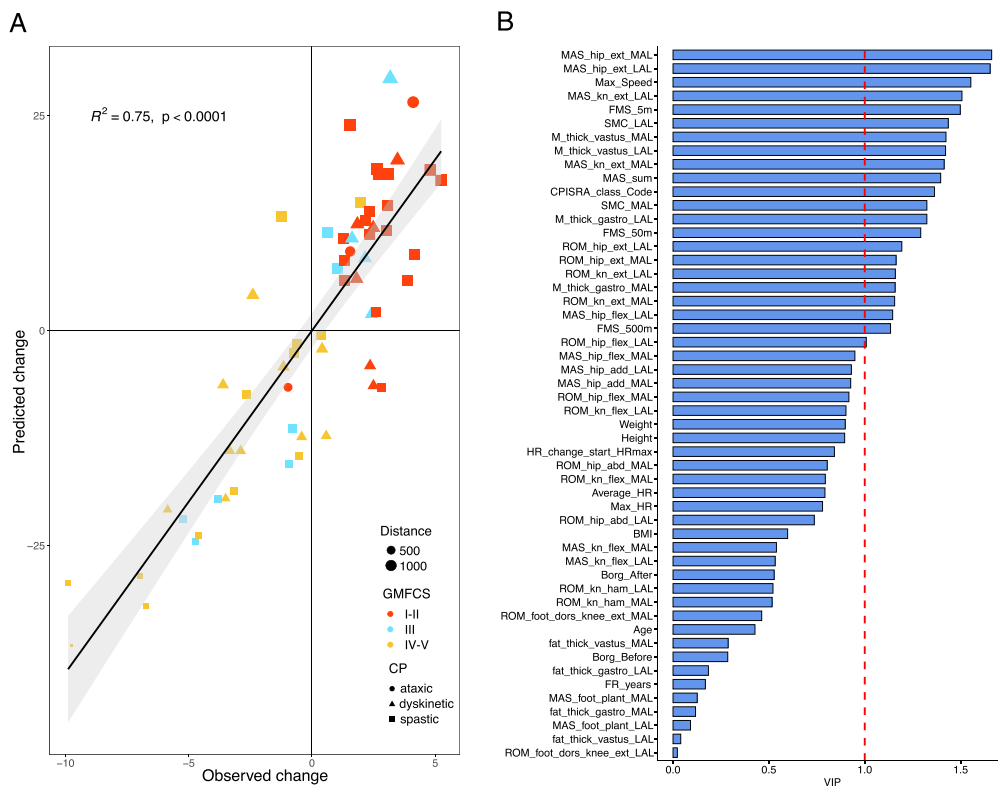 A
R² = 0.75, p < 0.0001
25
0
−25
Predicted change
−10
−5
0
5
Observed change
Distance
500
1000
GMFCS
I-II
III
IV-V
CP
ataxic
dyskinetic
spastic
B
MAS_hip_ext_MAL
MAS_hip_ext_LAL
Max_Speed
MAS_kn_ext_LAL
FMS_5m
SMC_LAL
M_thick_vastus_MAL
M_thick_vastus_LAL
MAS_kn_ext_MAL
MAS_sum
CPISRA_class_Code
SMC_MAL
M_thick_gastro_LAL
FMS_50m
ROM_hip_ext_LAL
ROM_hip_ext_MAL
ROM_kn_ext_LAL
M_thick_gastro_MAL
ROM_kn_ext_MAL
MAS_hip_flex_LAL
FMS_500m
ROM_hip_flex_LAL
MAS_hip_flex_MAL
MAS_hip_add_LAL
MAS_hip_add_MAL
ROM_hip_flex_MAL
ROM_kn_flex_LAL
Weight
Height
HR_change_start_HRmax
ROM_hip_abd_MAL
ROM_kn_flex_MAL
Average_HR
Max_HR
ROM_hip_abd_LAL
BMI
MAS_kn_flex_MAL
MAS_kn_flex_LAL
Borg_After
ROM_kn_ham_LAL
ROM_kn_ham_MAL
ROM_foot_dors_knee_ext_MAL
Age
fat_thick_vastus_MAL
Borg_Before
fat_thick_gastro_LAL
FR_years
MAS_foot_plant_MAL
fat_thick_gastro_MAL
MAS_foot_plant_LAL
fat_thick_vastus_LAL
ROM_foot_dors_knee_ext_LAL
0.0
0.5
1.0
1.5
VIP